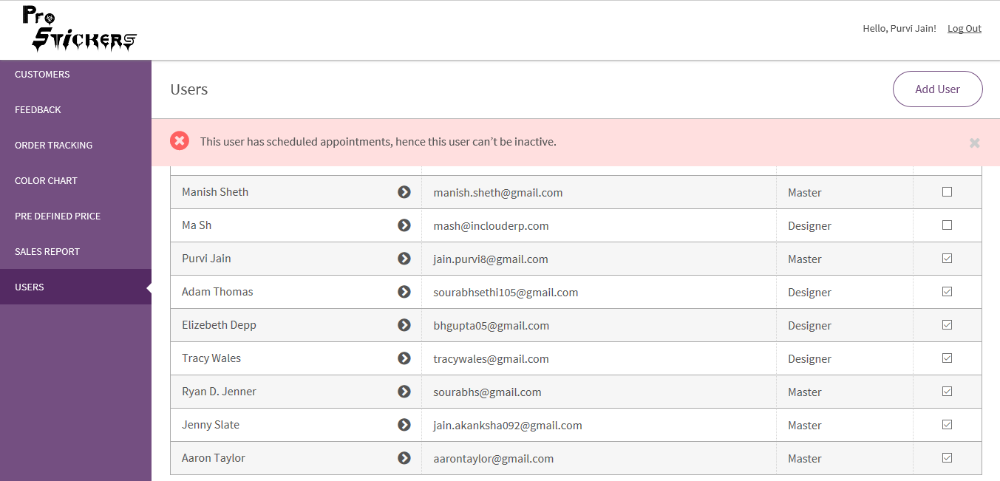 Pro
Stickers
Hello, Purvi Jain! Log Out
CUSTOMERS
FEEDBACK
ORDER TRACKING
COLOR CHART
PRE DEFINED PRICE
SALES REPORT
USERS
Users
Add User
This user has scheduled appointments, hence this user can’t be inactive.
Manish Sheth manish.sheth@gmail.com Master
Ma Sh mash@inclouderp.com Designer
Purvi Jain jain.purvi8@gmail.com Master
Adam Thomas sourabhsethi105@gmail.com Designer
Elizebeth Depp bhgupta05@gmail.com Designer
Tracy Wales tracywales@gmail.com Designer
Ryan D. Jenner sourabhs@gmail.com Master
Jenny Slate jain.akanksha092@gmail.com Master
Aaron Taylor aarontaylor@gmail.com Master